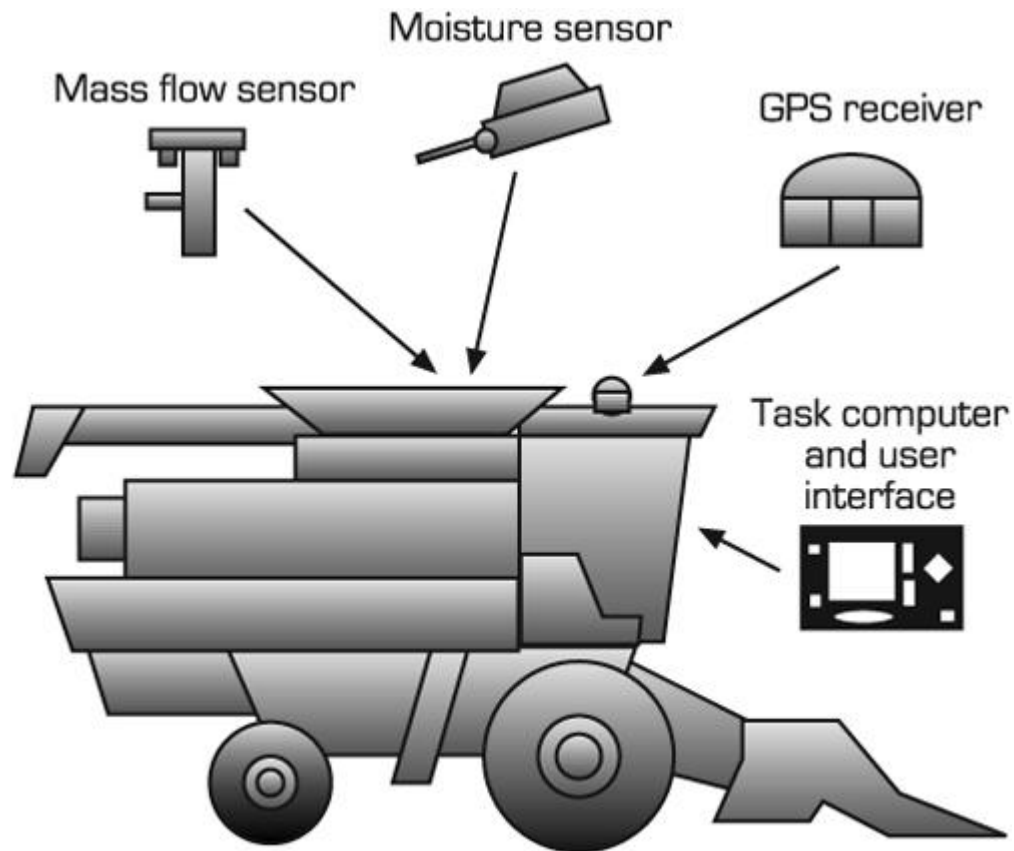 Moisture sensor
Mass flow sensor
GPS receiver
Task computer
and user
interface